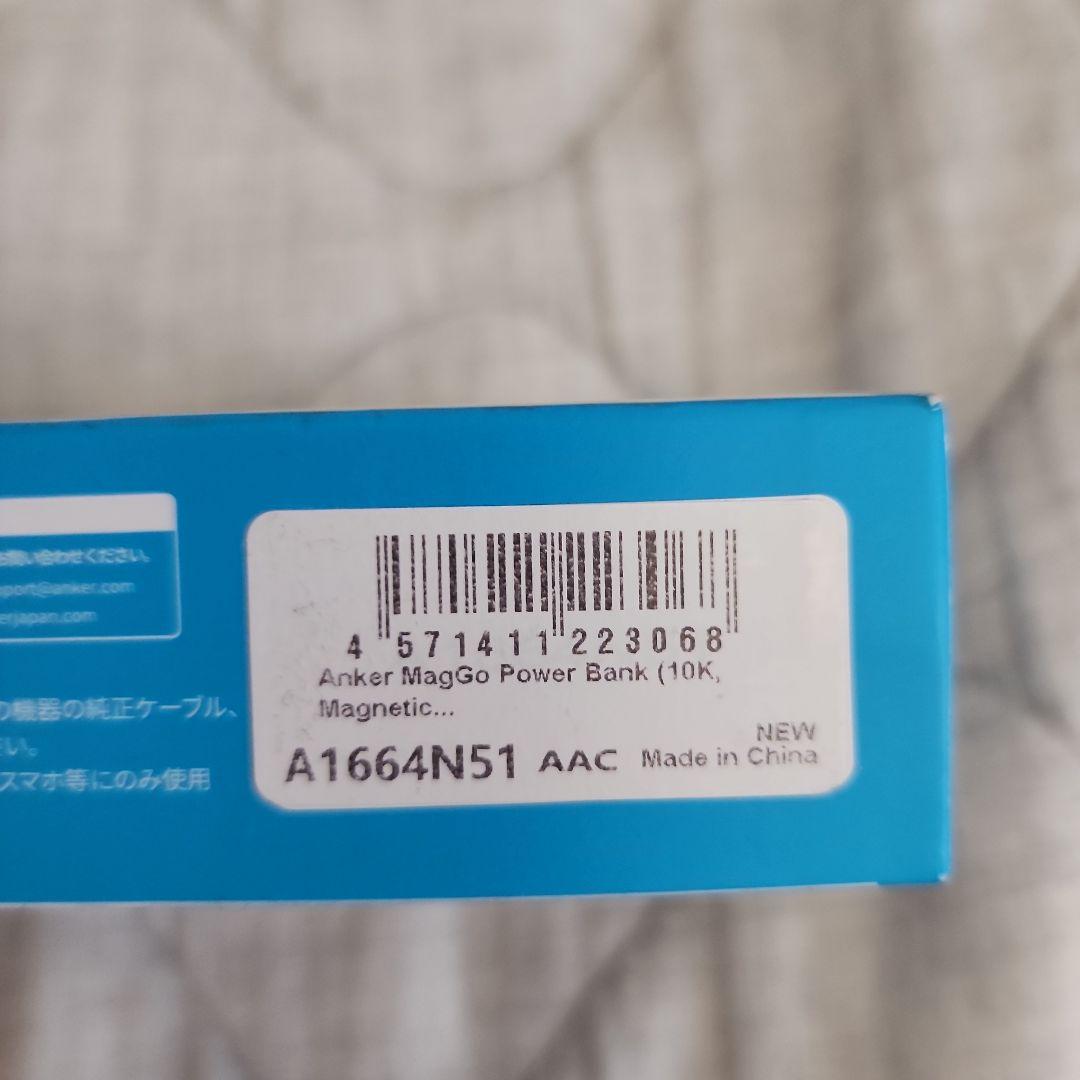 お問い合わせください。
port@anker.com
erjapan.com
の機器の純正ケーブル、
さい。
スマホ等にのみ使用
4 571411 223068
Anker MagGo Power Bank (10K,
Magnetic...
NEW
A1664N51 AAC Made in China